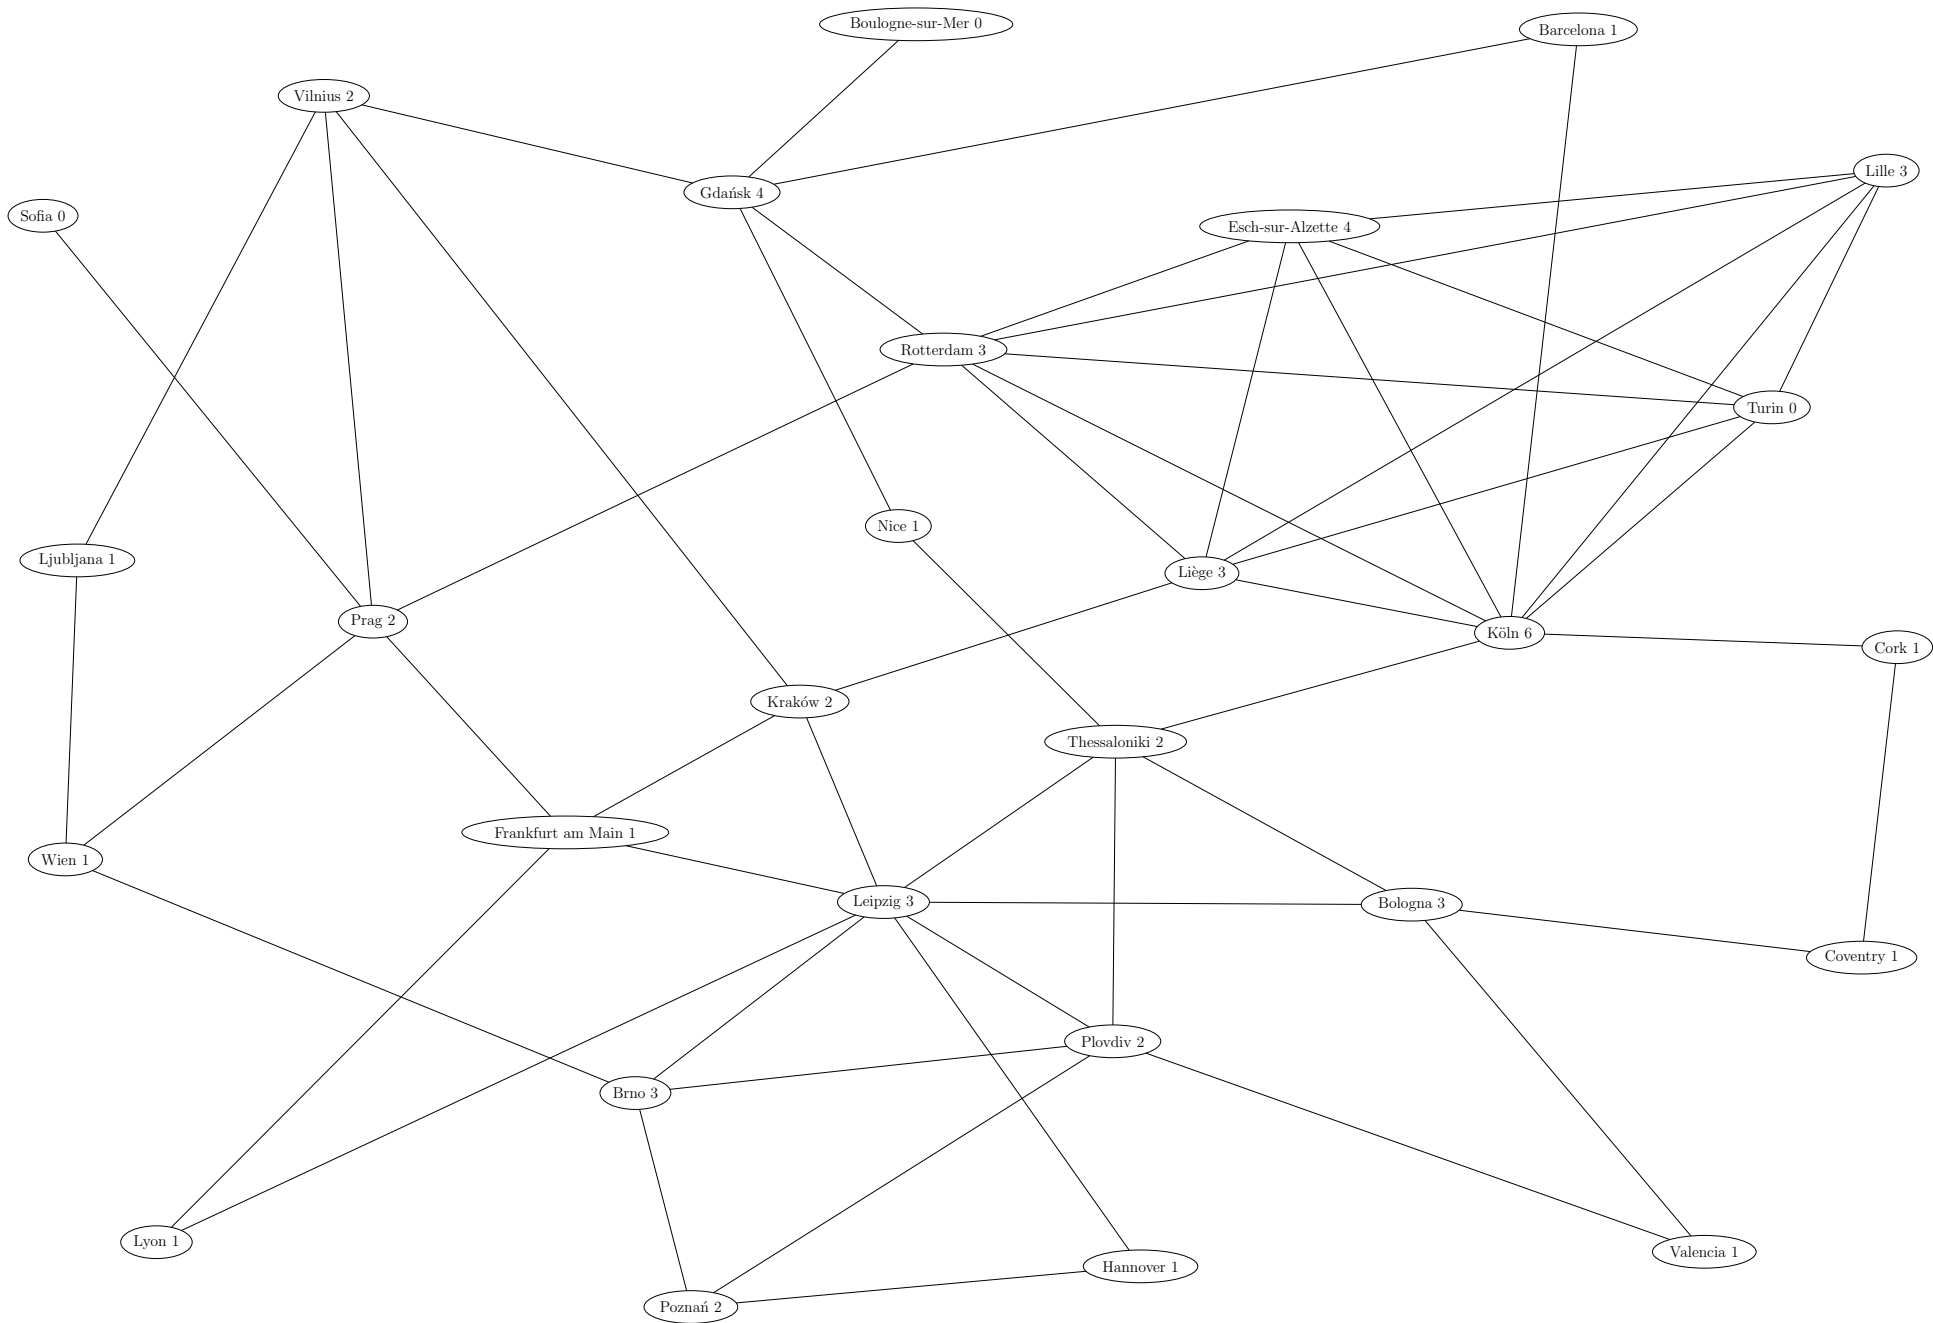 Boulogne-sur-Mer 0
Barcelona 1
Vilnius 2
Lille 3
Gdańsk 4
Sofia 0
Esch-sur-Alzette 4
Rotterdam 3
Turin 0
Nice 1
Ljubljana 1
Liège 3
Prag 2
Köln 6
Cork 1
Kraków 2
Thessaloniki 2
Frankfurt am Main 1
Wien 1
Leipzig 3
Bologna 3
Coventry 1
Plovdiv 2
Brno 3
Lyon 1
Valencia 1
Hannover 1
Poznań 2